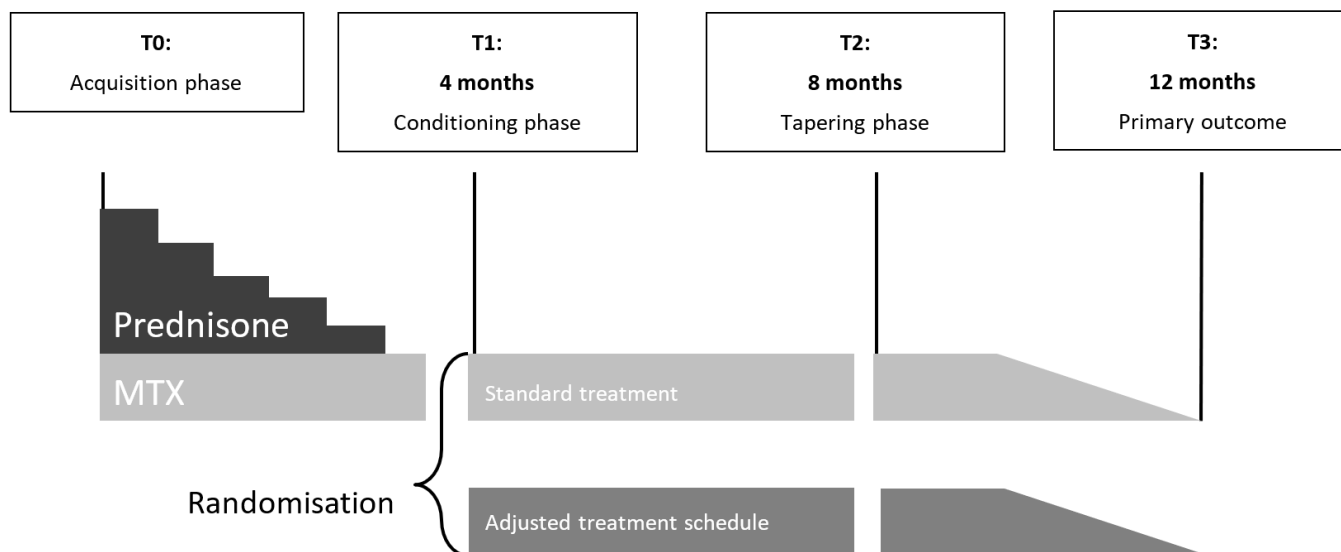 T0:
Acquisition phase
T1:
4 months
Conditioning phase
T2:
8 months
Tapering phase
T3:
12 months
Primary outcome
Prednisone
MTX
Standard treatment
Randomisation
Adjusted treatment schedule